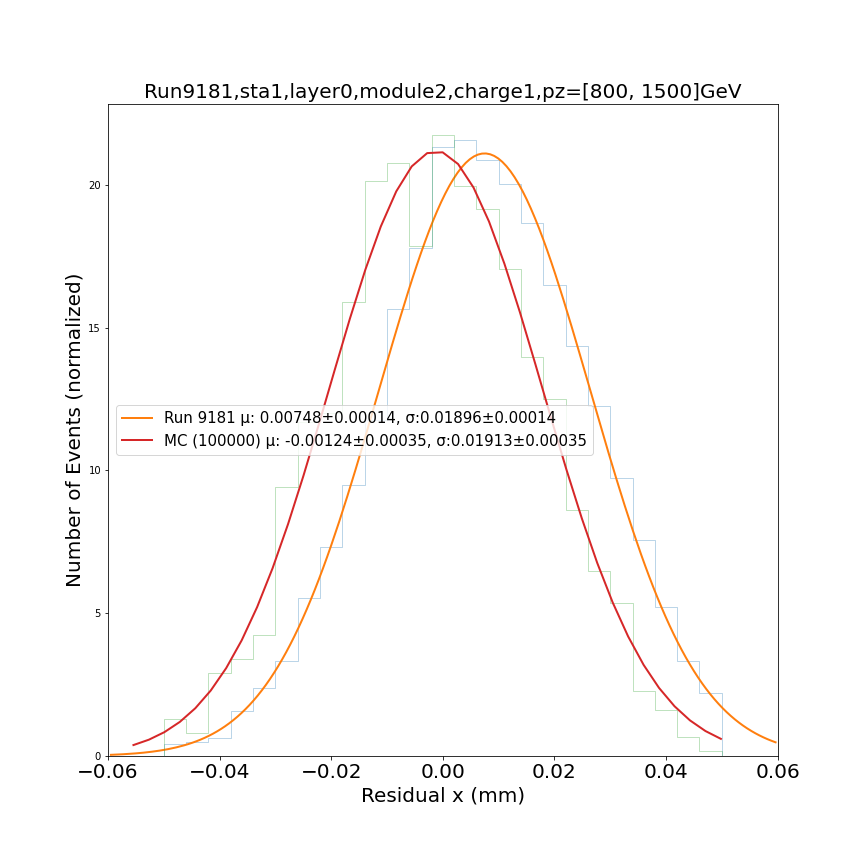 Run9181,sta1,layer0,module2,charge1,pz=[800, 1500]GeV
Number of Events (normalized)
20
15
10
5
0
Run 9181 μ: 0.00748±0.00014, σ:0.01896±0.00014
MC (100000) μ: -0.00124±0.00035, σ:0.01913±0.00035
−0.06 −0.04 −0.02 0.00 0.02 0.04 0.06
Residual x (mm)